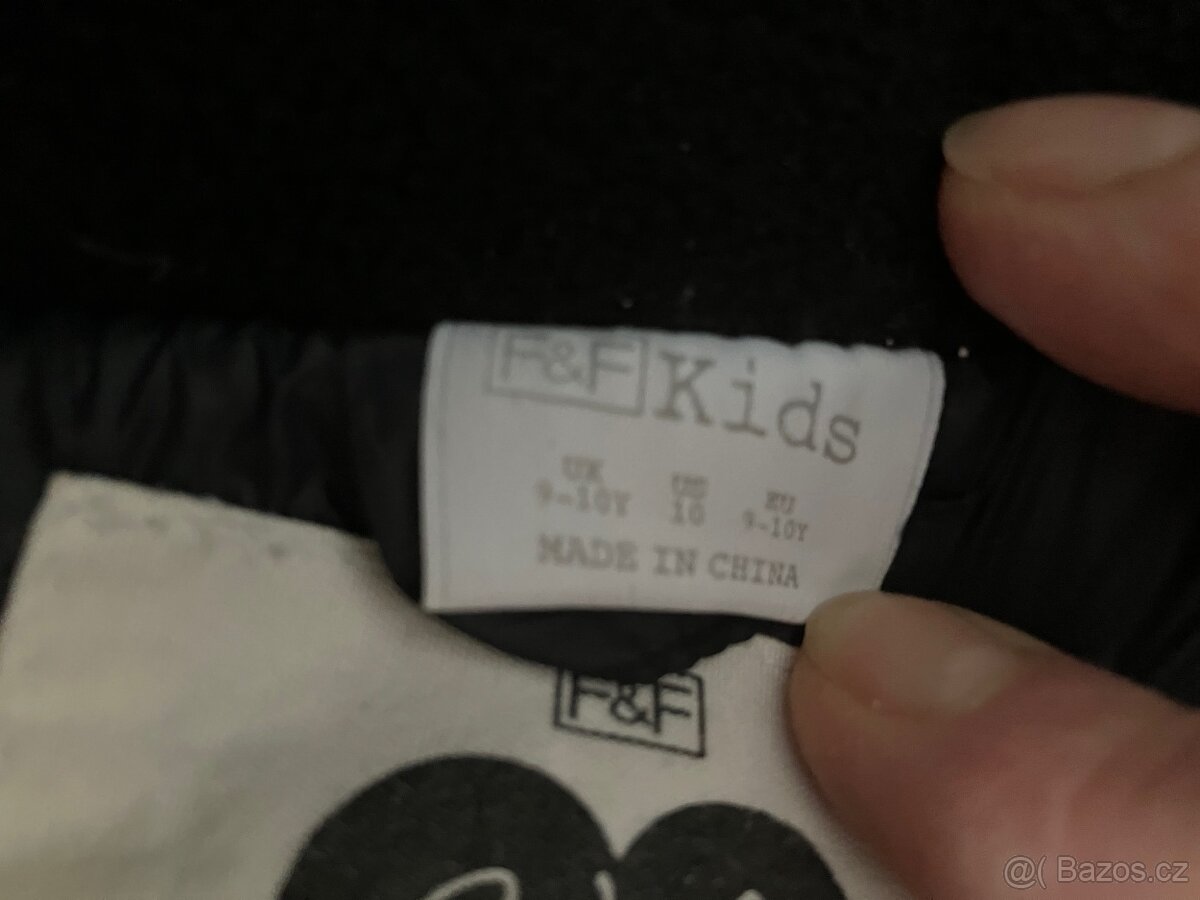 F&F Kids
UK US EU
9-10Y 10 9-10Y
MADE IN CHINA
F&F
@( Bazos.cz